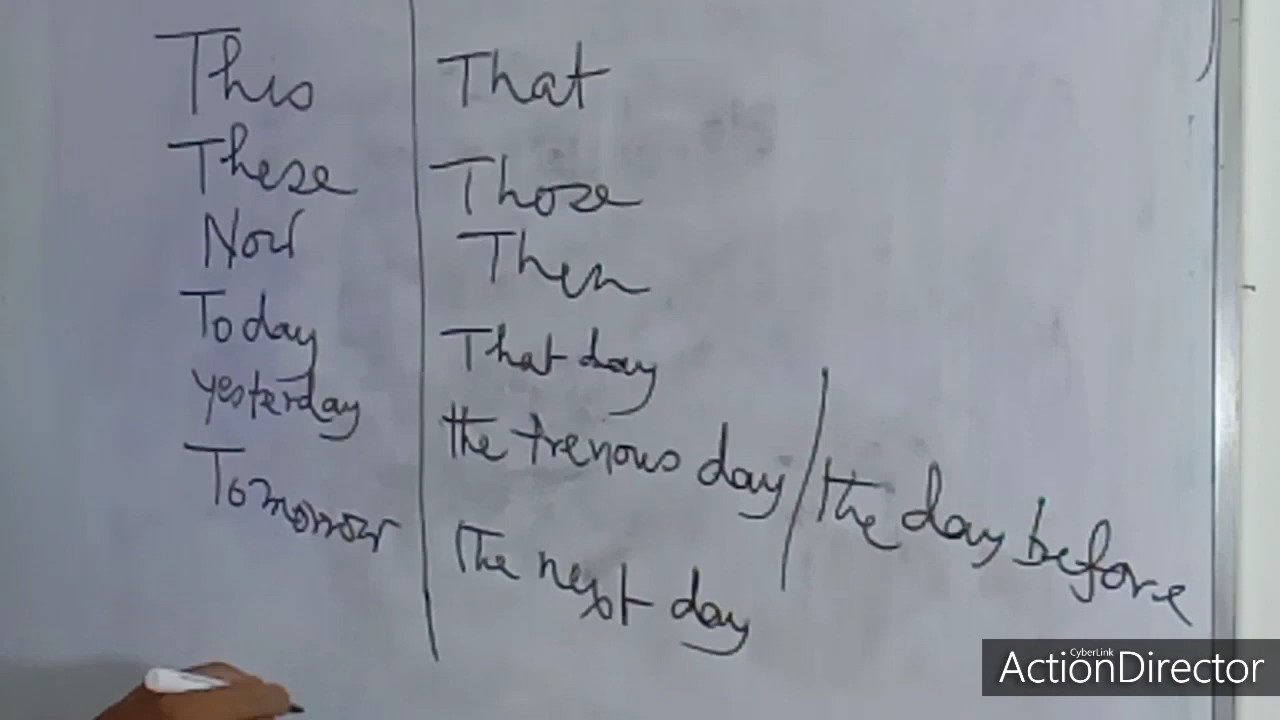 This That
These Those
Now Then
Today That day
yesterday the previous day / the day before
Tomorrow The next day
CyberLink
ActionDirector